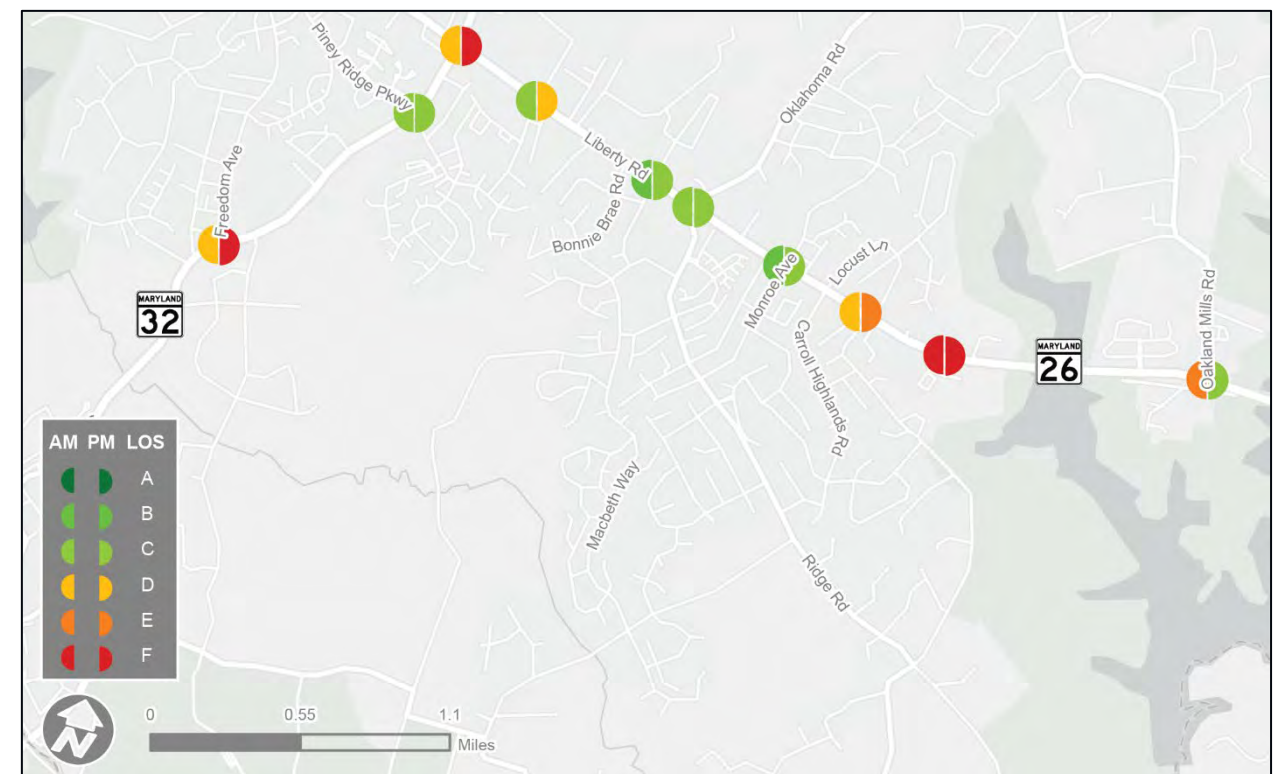 Piney Ridge Pkwy
Oklahoma Rd
Liberty Rd
Freedom Ave
Bonnie Brae Rd
Locust Ln
Monroe Ave
Oakland Mills Rd
MARYLAND
32
MARYLAND
26
Carroll Highlands Rd
Macbeth Way
Ridge Rd
AM PM LOS
A
B
C
D
E
F
N
0 0.55 1.1
Miles